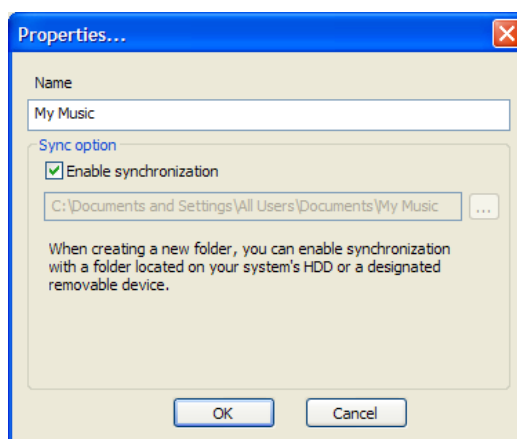 Properties...
Name
My Music
Sync option
Enable synchronization
C:\Documents and Settings\All Users\Documents\My Music
...
When creating a new folder, you can enable synchronization
with a folder located on your system's HDD or a designated
removable device.
OK
Cancel